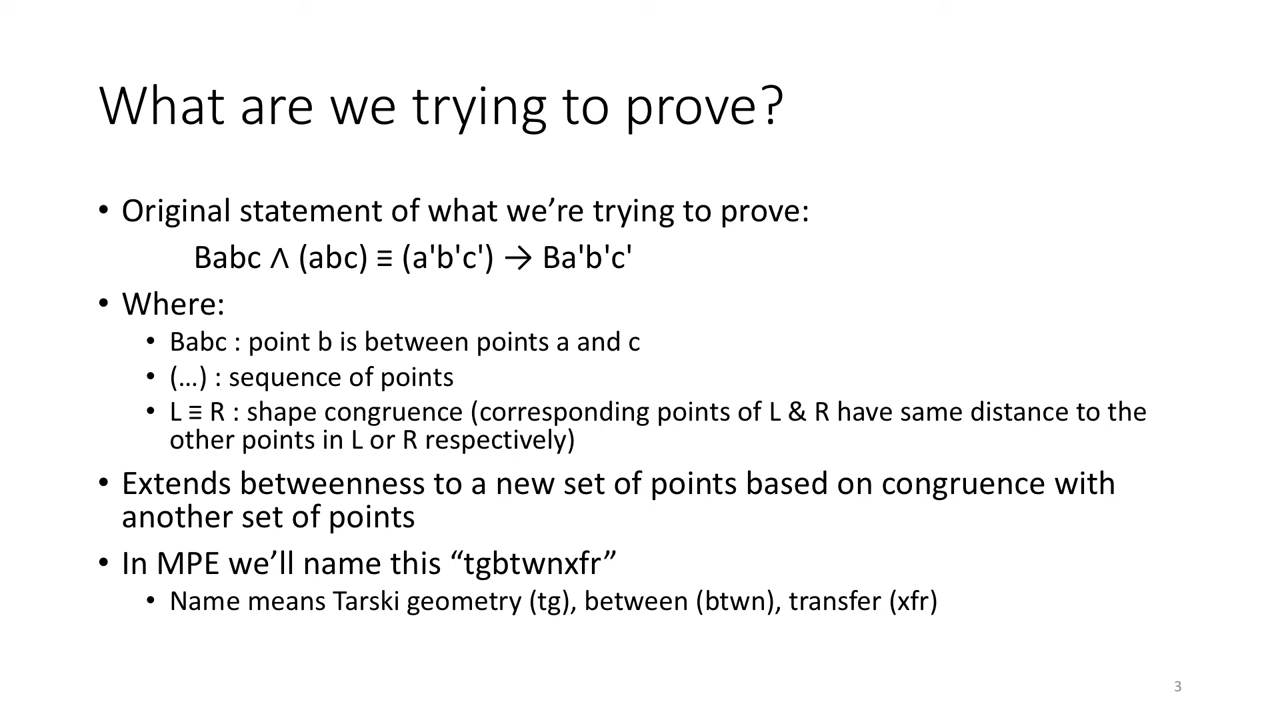 What are we trying to prove?
• Original statement of what we’re trying to prove:
Babc ∧ (abc) ≡ (a'b'c') → Ba'b'c'
• Where:
• Babc : point b is between points a and c
• (…) : sequence of points
• L ≡ R : shape congruence (corresponding points of L & R have same distance to the
other points in L or R respectively)
• Extends betweenness to a new set of points based on congruence with
another set of points
• In MPE we’ll name this “tgbtwnxfr”
• Name means Tarski geometry (tg), between (btwn), transfer (xfr)
3